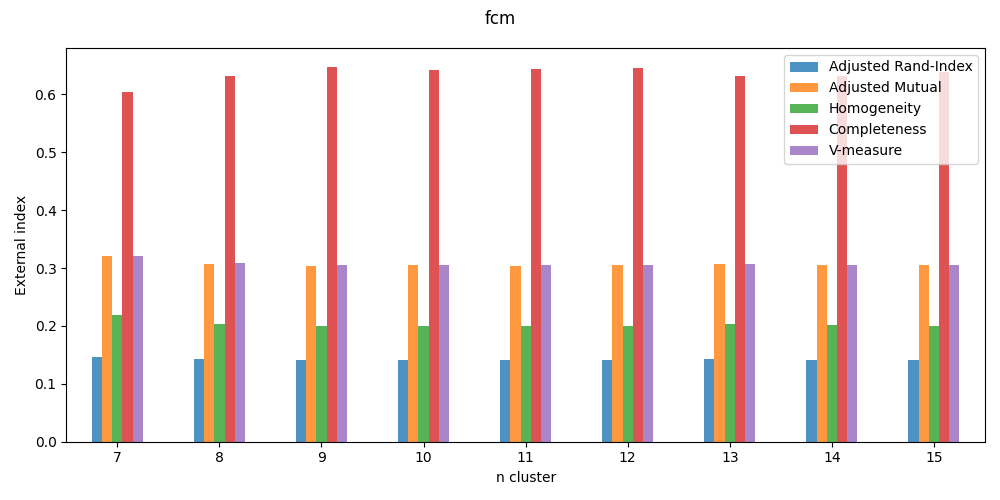 fcm
External index
0.6
0.5
0.4
0.3
0.2
0.1
0.0
Adjusted Rand-Index
Adjusted Mutual
Homogeneity
Completeness
V-measure
7 8 9 10 11 12 13 14 15
n cluster